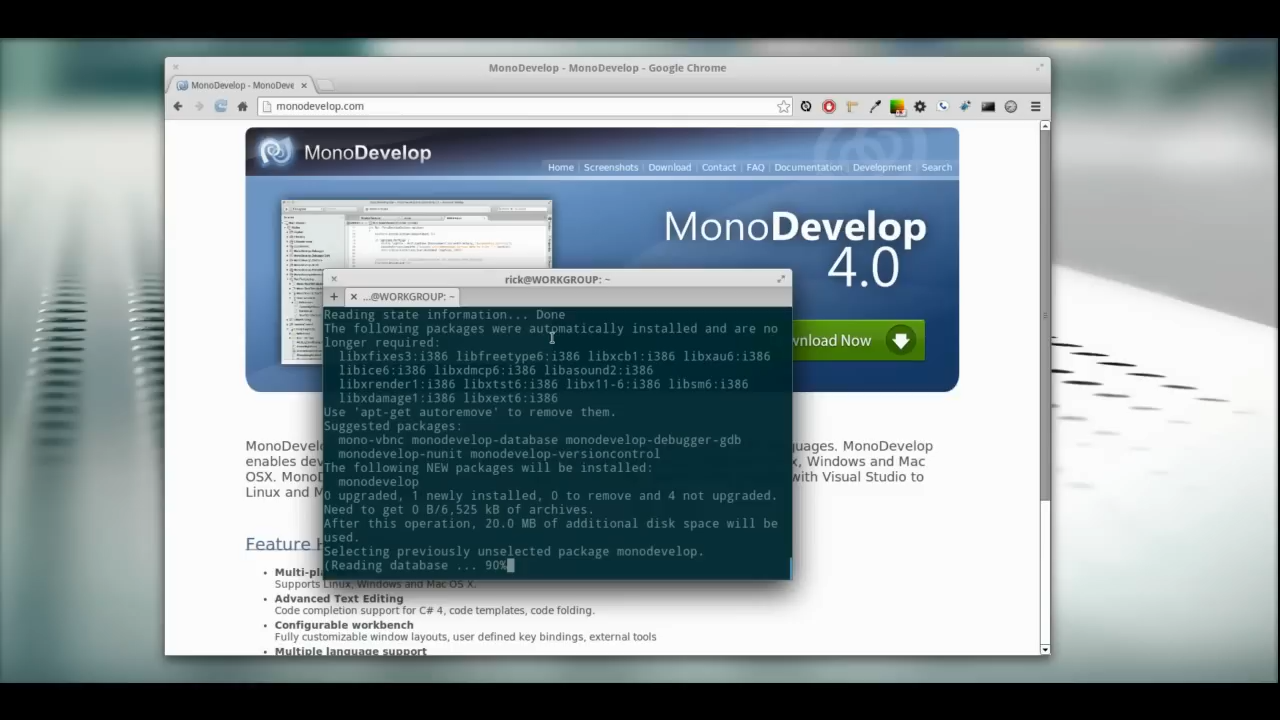 MonoDevelop - MonoDevelop - Google Chrome
MonoDevelop - MonoDeve
monodevelop.com
MonoDevelop
Home Screenshots Download Contact FAQ Documentation Development Search
MonoDevelop
4.0
nload Now
rick@WORKGROUP: ~
...@WORKGROUP: ~
Reading state information... Done
The following packages were automatically installed and are no
longer required:
libxfixes3:i386 libfreetype6:i386 libxcb1:i386 libxau6:i386
libice6:i386 libxdmcp6:i386 libasound2:i386
libxrender1:i386 libxtst6:i386 libx11-6:i386 libsm6:i386
libxdamage1:i386 libxext6:i386
Use 'apt-get autoremove' to remove them.
Suggested packages:
mono-vbnc monodevelop-database monodevelop-debugger-gdb
monodevelop-nunit monodevelop-versioncontrol
The following NEW packages will be installed:
monodevelop
0 upgraded, 1 newly installed, 0 to remove and 4 not upgraded.
Need to get 0 B/6,525 kB of archives.
After this operation, 20.0 MB of additional disk space will be
used.
Selecting previously unselected package monodevelop.
(Reading database ... 90%
MonoDeve guages. MonoDevelop
enables dev x, Windows and Mac
OSX. MonoD with Visual Studio to
Linux and M
Feature H
Multi-pla
Supports Linux, Windows and Mac OS X.
Advanced Text Editing
Code completion support for C# 4, code templates, code folding.
Configurable workbench
Fully customizable window layouts, user defined key bindings, external tools
Multiple language support